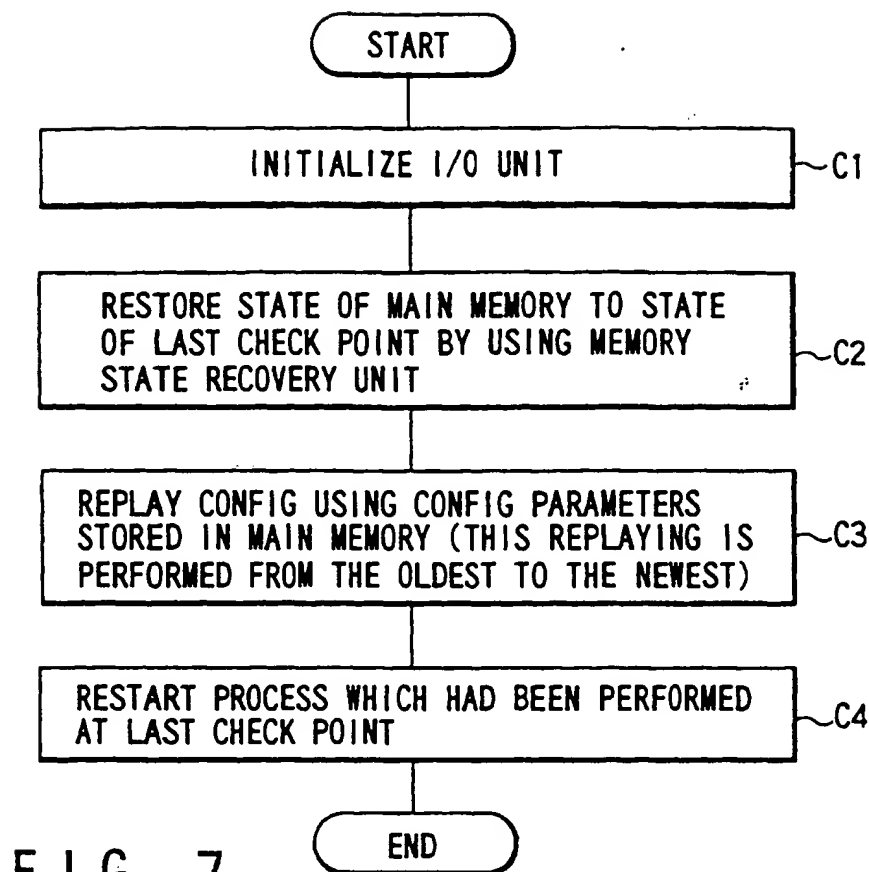 START
INITIALIZE I/O UNIT
C1
RESTORE STATE OF MAIN MEMORY TO STATE
OF LAST CHECK POINT BY USING MEMORY
STATE RECOVERY UNIT
C2
REPLAY CONFIG USING CONFIG PARAMETERS
STORED IN MAIN MEMORY (THIS REPLAYING IS
PERFORMED FROM THE OLDEST TO THE NEWEST)
C3
RESTART PROCESS WHICH HAD BEEN PERFORMED
AT LAST CHECK POINT
C4
END
FIG. 7